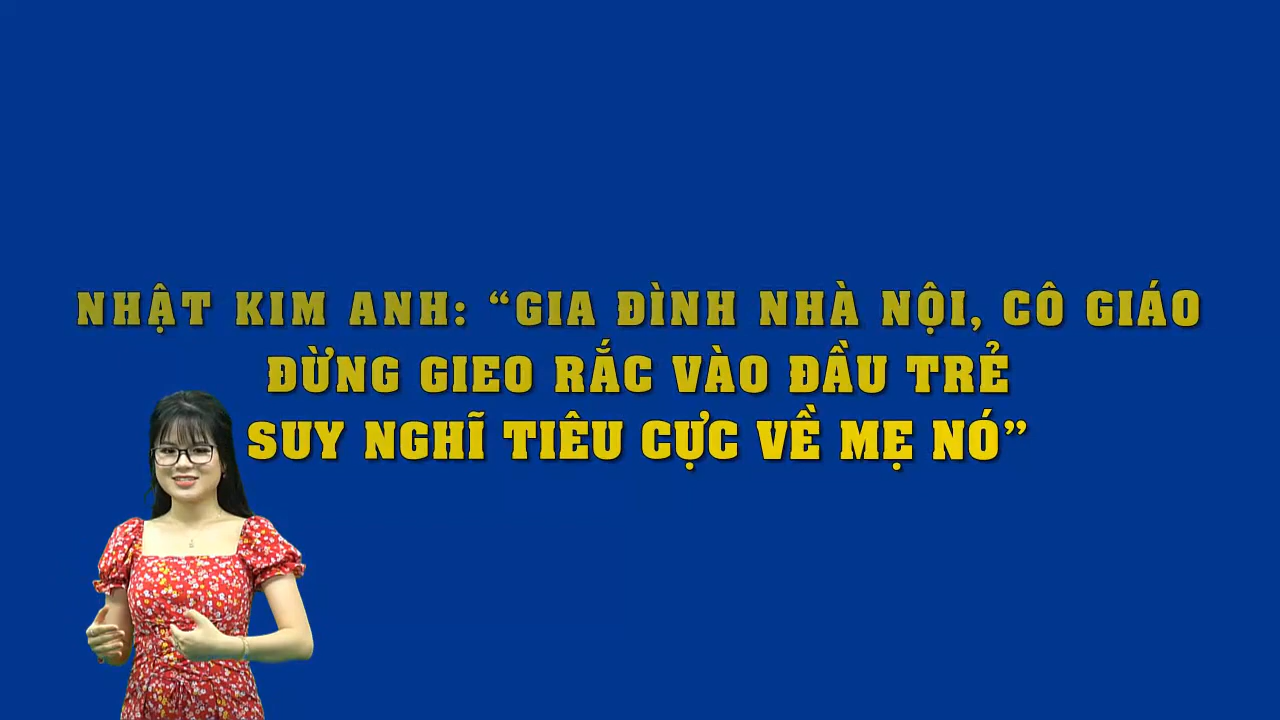 NHẬT KIM ANH: “GIA ĐÌNH NHÀ NỘI, CÔ GIÁO
ĐỪNG GIEO RẮC VÀO ĐẦU TRẺ
SUY NGHĨ TIÊU CỰC VỀ MẸ NÓ”